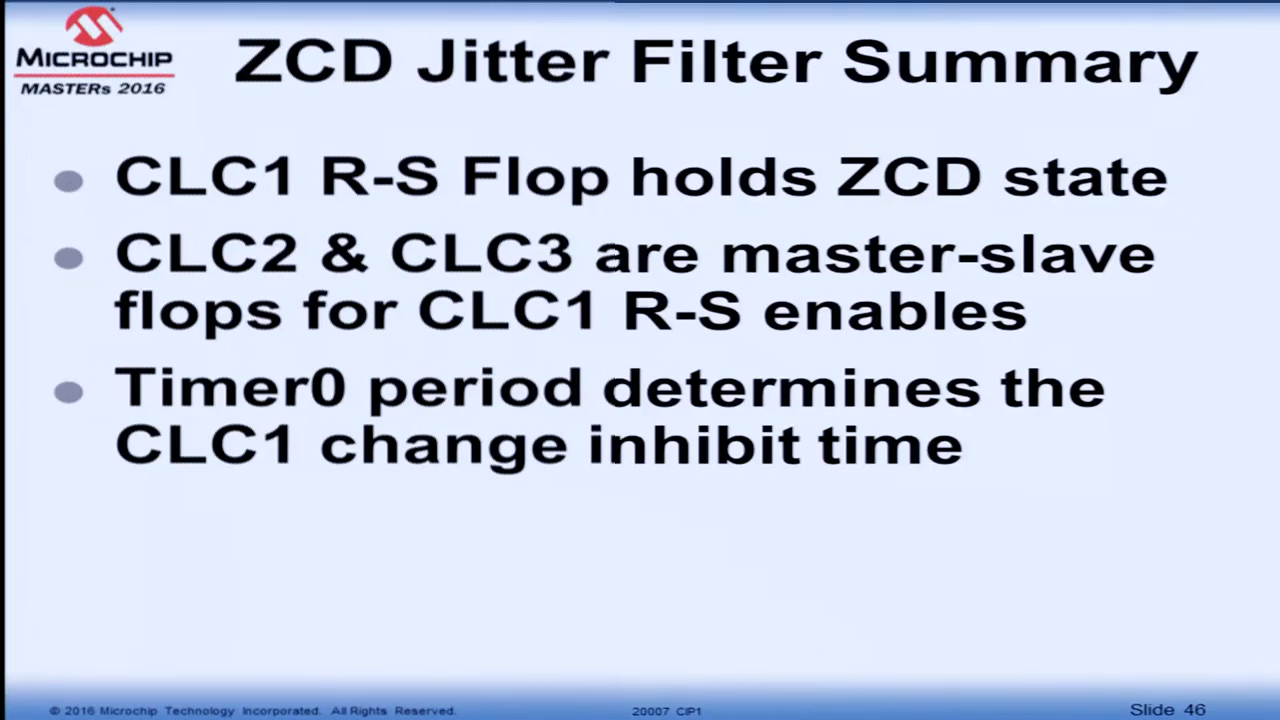 MICROCHIP
MASTERs 2016
ZCD Jitter Filter Summary
CLC1 R-S Flop holds ZCD state
CLC2 & CLC3 are master-slave
flops for CLC1 R-S enables
Timer0 period determines the
CLC1 change inhibit time
© 2016 Microchip Technology Incorporated. All Rights Reserved.
20007 CIP1
Slide 46